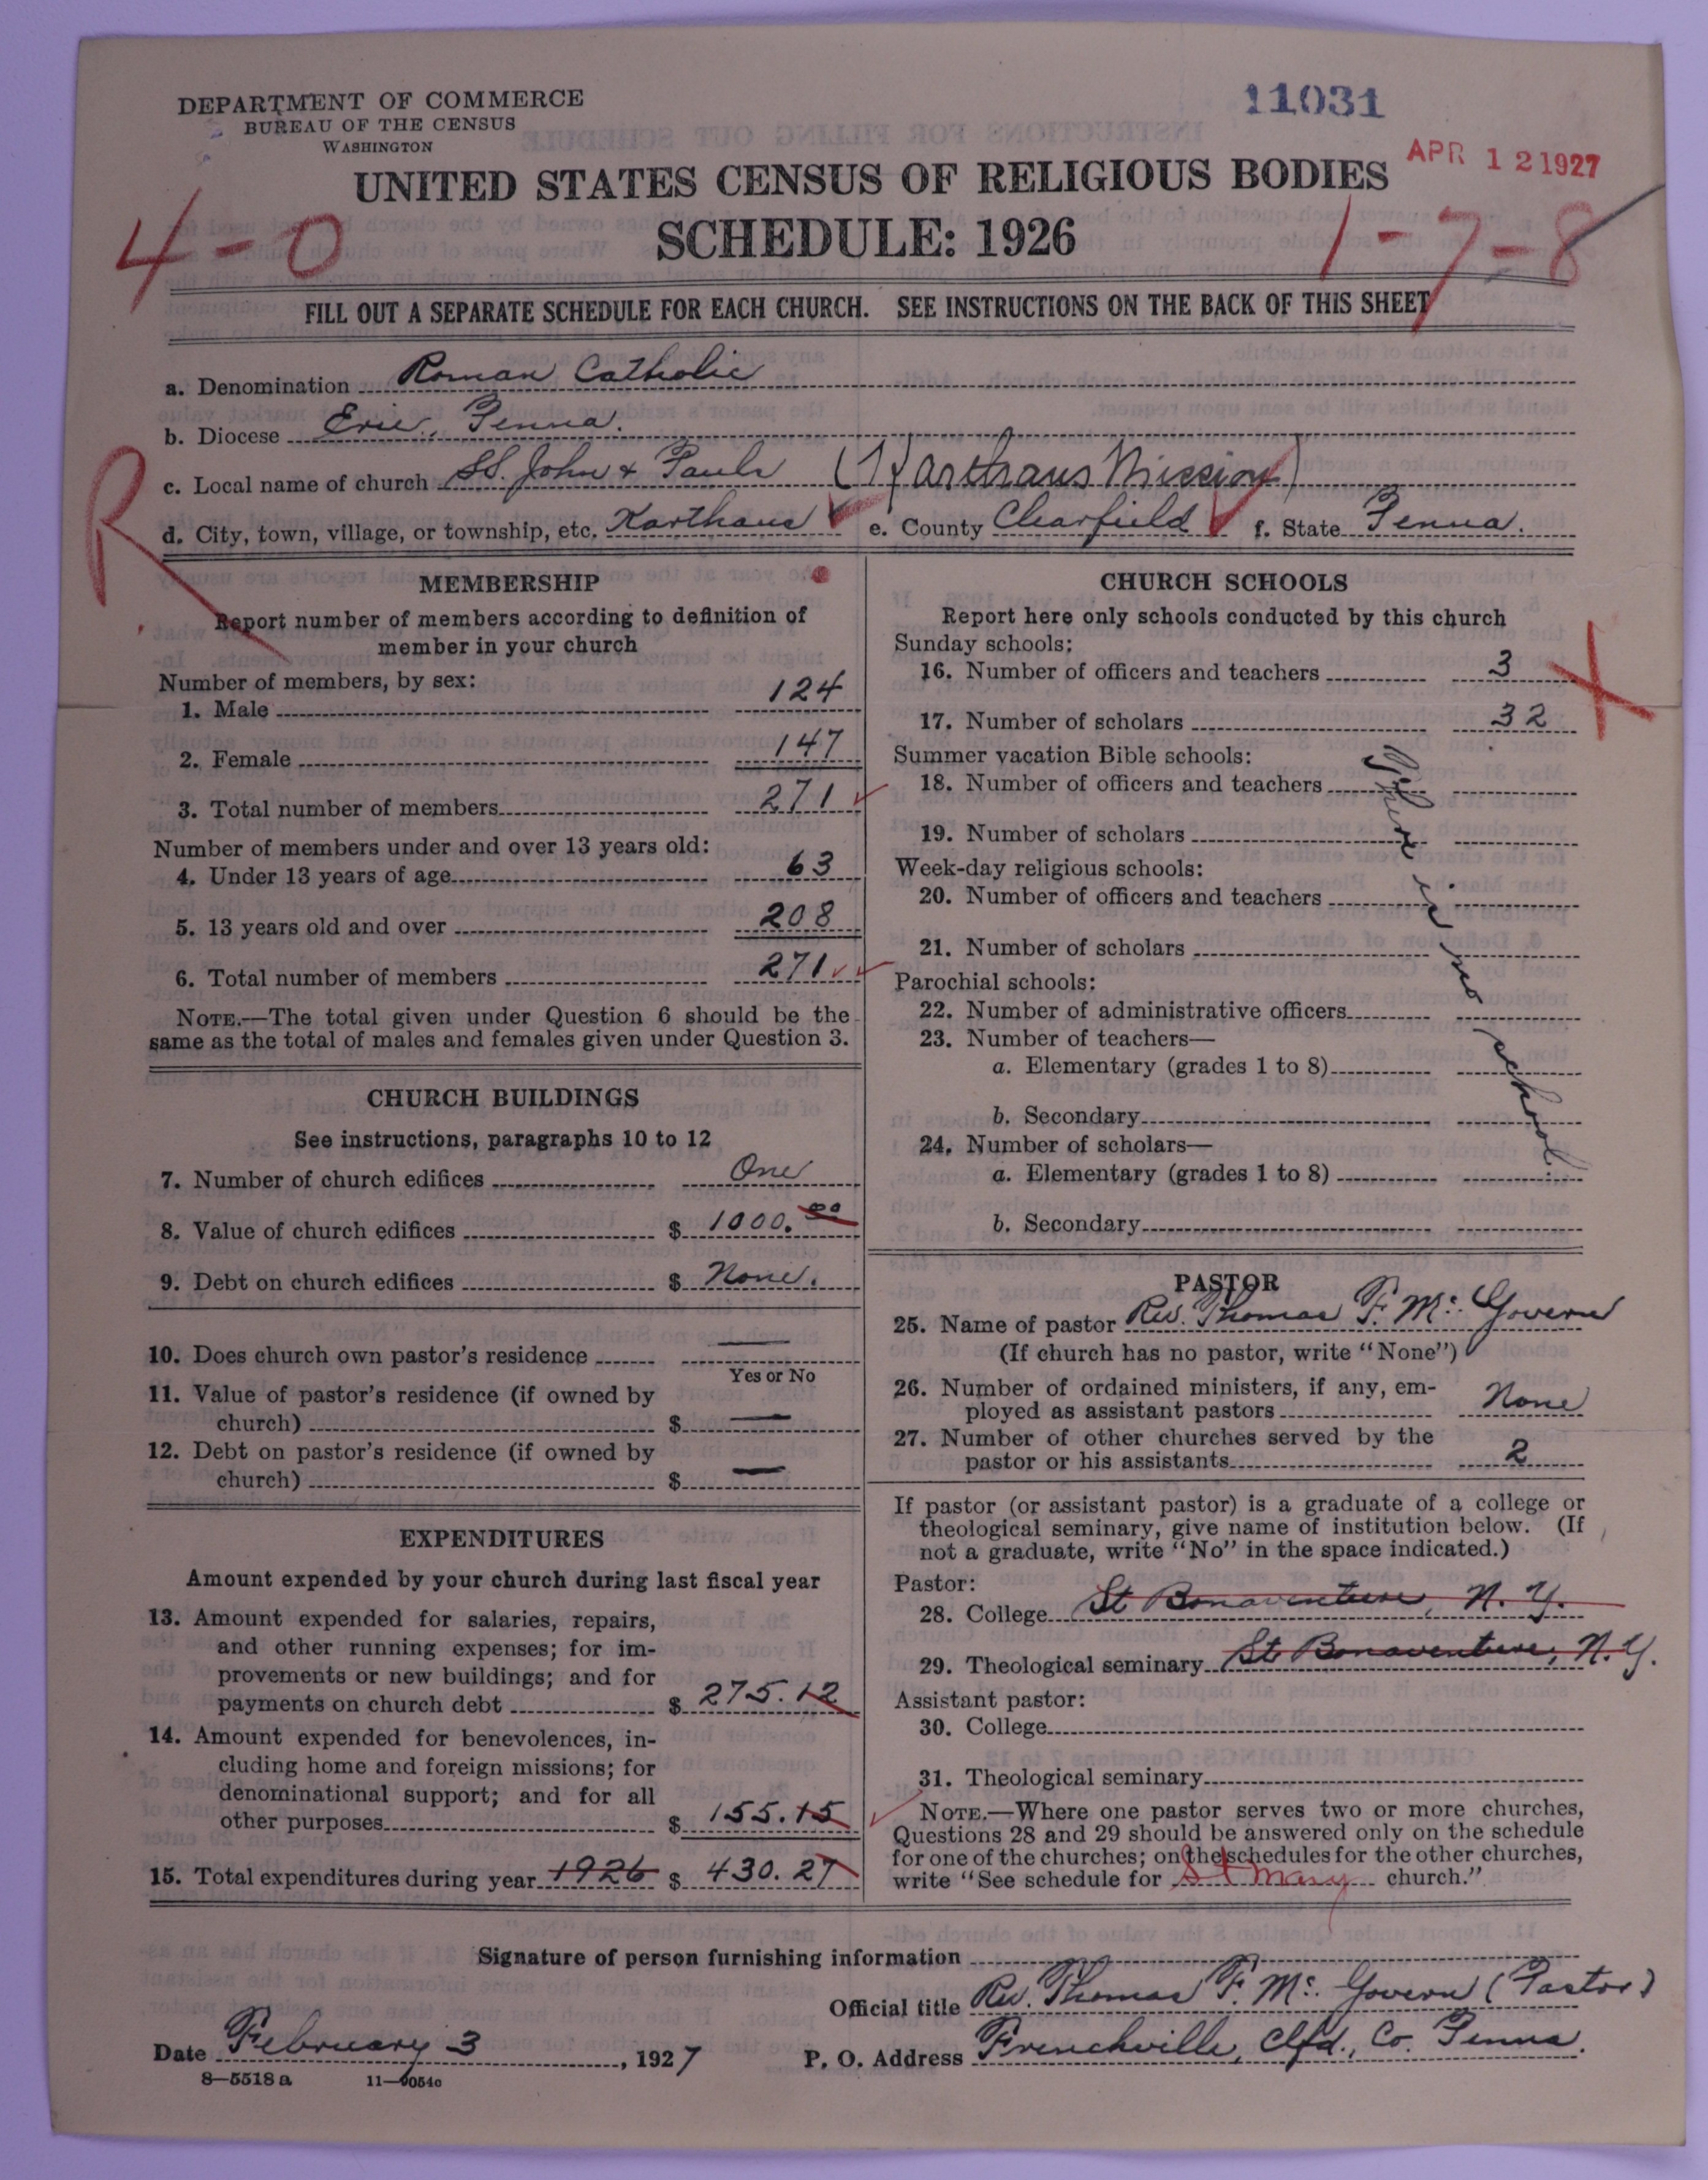 DEPARTMENT OF COMMERCE
BUREAU OF THE CENSUS
WASHINGTON
11031
APR 12 1927
UNITED STATES CENSUS OF RELIGIOUS BODIES
SCHEDULE: 1926
4-0
1-7-8
FILL OUT A SEPARATE SCHEDULE FOR EACH CHURCH. SEE INSTRUCTIONS ON THE BACK OF THIS SHEET
a. Denomination Roman Catholic
b. Diocese Erie, Penna.
c. Local name of church SS. John & Pauls (Karthaus Mission)
d. City, town, village, or township, etc. Karthaus e. County Clearfield f. State Penna.
R
MEMBERSHIP
Report number of members according to definition of
member in your church
Number of members, by sex:
1. Male 124
2. Female 147
3. Total number of members 271
Number of members under and over 13 years old:
4. Under 13 years of age 63
5. 13 years old and over 208
6. Total number of members 271
NOTE.—The total given under Question 6 should be the
same as the total of males and females given under Question 3.
CHURCH BUILDINGS
See instructions, paragraphs 10 to 12
7. Number of church edifices One
8. Value of church edifices $ 1000.00
9. Debt on church edifices $ None.
10. Does church own pastor's residence —
Yes or No
11. Value of pastor's residence (if owned by
church) $ —
12. Debt on pastor's residence (if owned by
church) $ —
EXPENDITURES
Amount expended by your church during last fiscal year
13. Amount expended for salaries, repairs,
and other running expenses; for im-
provements or new buildings; and for
payments on church debt $ 275.12
14. Amount expended for benevolences, in-
cluding home and foreign missions; for
denominational support; and for all
other purposes $ 155.15
15. Total expenditures during year 1926 $ 430.27
CHURCH SCHOOLS
Report here only schools conducted by this church
Sunday schools:
16. Number of officers and teachers 3
X
17. Number of scholars 32
Summer vacation Bible schools:
18. Number of officers and teachers
19. Number of scholars
Week-day religious schools:
20. Number of officers and teachers
21. Number of scholars
Parochial schools:
22. Number of administrative officers
23. Number of teachers—
a. Elementary (grades 1 to 8)
b. Secondary
24. Number of scholars—
a. Elementary (grades 1 to 8)
b. Secondary
There is no school.
PASTOR
25. Name of pastor Rev. Thomas F. Mc. Govern
(If church has no pastor, write "None")
26. Number of ordained ministers, if any, em-
ployed as assistant pastors None
27. Number of other churches served by the
pastor or his assistants 2
If pastor (or assistant pastor) is a graduate of a college or
theological seminary, give name of institution below. (If
not a graduate, write "No" in the space indicated.)
Pastor:
28. College St Bonaventure, N. Y.
29. Theological seminary St Bonaventure, N.Y.
Assistant pastor:
30. College
31. Theological seminary
NOTE.—Where one pastor serves two or more churches,
Questions 28 and 29 should be answered only on the schedule
for one of the churches; on the schedules for the other churches,
write "See schedule for St Mary church."
Signature of person furnishing information
Official title Rev. Thomas F. Mc. Govern (Pastor)
Date February 3, 1927 P. O. Address Frenchville, Clfd., Co. Penna.
8—5518a 11—9054c